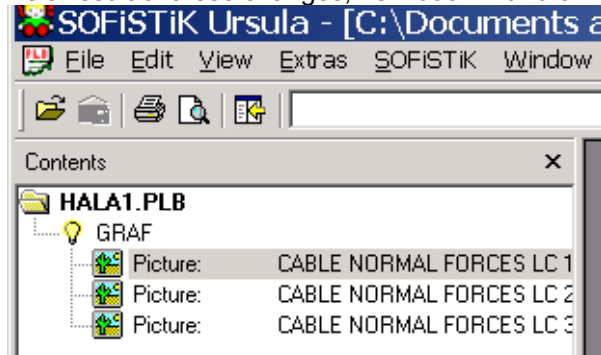 SOFiSTiK Ursula - [C:\Documents a
File Edit View Extras SOFiSTiK Window
Contents
HALA1.PLB
GRAF
Picture: CABLE NORMAL FORCES LC 1
Picture: CABLE NORMAL FORCES LC 2
Picture: CABLE NORMAL FORCES LC 3